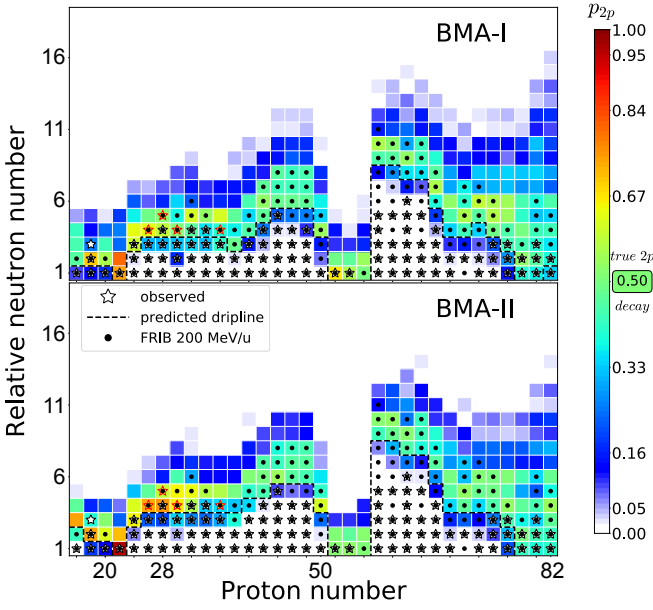 p2p
BMA-I
16
11
6
1
1.00
0.95
0.84
0.67
true 2p
0.50
decay
0.33
0.16
0.05
0.00
Relative neutron number
observed
predicted dripline
FRIB 200 MeV/u
BMA-II
16
11
6
1
20
28
50
82
Proton number